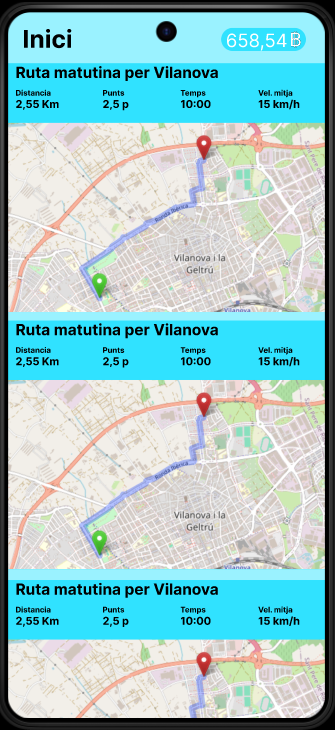 Inici
658,54 B
Ruta matutina per Vilanova
Distancia Punts Temps Vel. mitja
2,55 Km 2,5 p 10:00 15 km/h
Ronda Ibèrica
Vilanova i la
Geltrú
Vilanova
Ruta matutina per Vilanova
Distancia Punts Temps Vel. mitja
2,55 Km 2,5 p 10:00 15 km/h
Ronda Ibèrica
Vilanova i la
Geltrú
Vilanova
Ruta matutina per Vilanova
Distancia Punts Temps Vel. mitja
2,55 Km 2,5 p 10:00 15 km/h